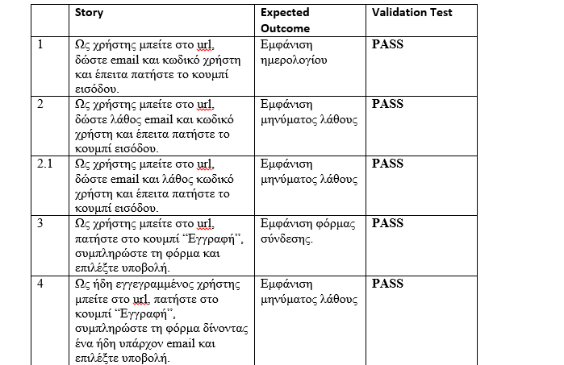 Story Expected Outcome Validation Test
1 Ως χρήστης μπείτε στο url, δώστε email και κωδικό χρήστη και έπειτα πατήστε το κουμπί εισόδου. Εμφάνιση ημερολογίου PASS
2 Ως χρήστης μπείτε στο url, δώστε λάθος email και κωδικό χρήστη και έπειτα πατήστε το κουμπί εισόδου. Εμφάνιση μηνύματος λάθους PASS
2.1 Ως χρήστης μπείτε στο url, δώστε email και λάθος κωδικό χρήστη και έπειτα πατήστε το κουμπί εισόδου. Εμφάνιση μηνύματος λάθους PASS
3 Ως χρήστης μπείτε στο url, πατήστε στο κουμπί “Εγγραφή”, συμπληρώστε τη φόρμα και επιλέξτε υποβολή. Εμφάνιση φόρμας σύνδεσης. PASS
4 Ως ήδη εγγεγραμμένος χρήστης μπείτε στο url, πατήστε στο κουμπί “Εγγραφή”, συμπληρώστε τη φόρμα δίνοντας ένα ήδη υπάρχον email και επιλέξτε υποβολή. Εμφάνιση μηνύματος λάθους PASS